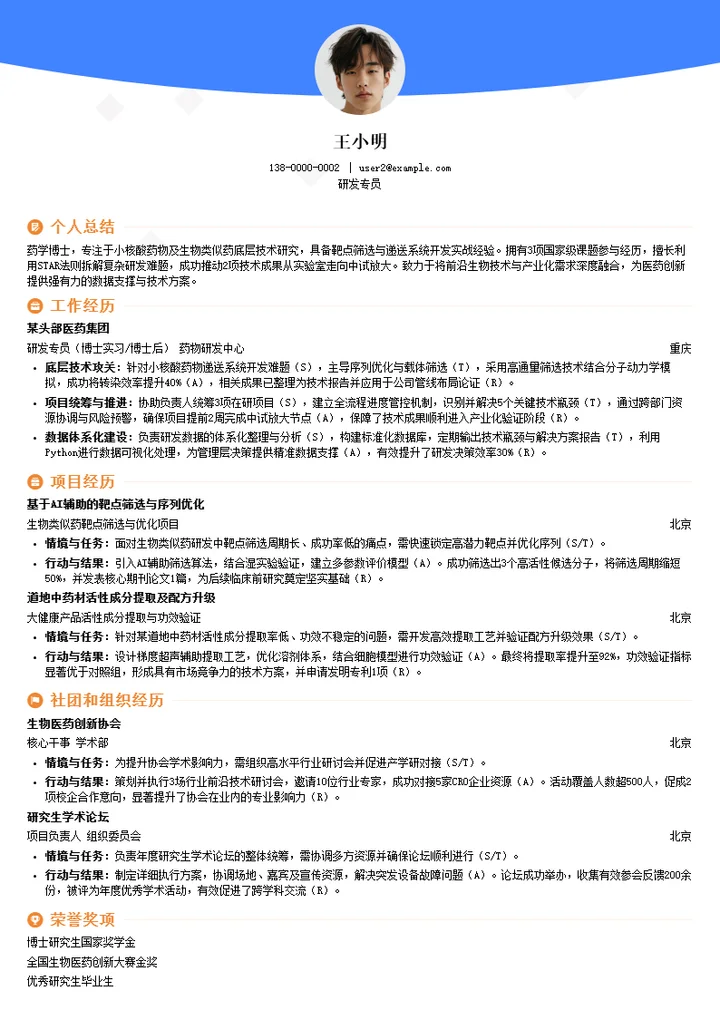 王小明
138-0000-0002 | user2@example.com
研发专员
个人总结
药学博士，专注于小核酸药物及生物类似药底层技术研究，具备靶点筛选与递送系统开发实战经验。拥有3项国家级课题参与经历，擅长利
用STAR法则拆解复杂研发难题，成功推动2项技术成果从实验室走向中试放大。致力于将前沿生物技术与产业化需求深度融合，为医药创新
提供强有力的数据支撑与技术方案。
工作经历
某头部医药集团
研发专员（博士实习/博士后） 药物研发中心 重庆
• 底层技术攻关：针对小核酸药物递送系统开发难题（S），主导序列优化与载体筛选（T），采用高通量筛选技术结合分子动力学模
拟，成功将转染效率提升40%（A），相关成果已整理为技术报告并应用于公司管线布局论证（R）。
• 项目统筹与推进：协助负责人统筹3项在研项目（S），建立全流程进度管控机制，识别并解决5个关键技术瓶颈（T），通过跨部门资
源协调与风险预警，确保项目提前2周完成中试放大节点（A），保障了技术成果顺利进入产业化验证阶段（R）。
• 数据体系化建设：负责研发数据的体系化整理与分析（S），构建标准化数据库，定期输出技术瓶颈与解决方案报告（T），利用
Python进行数据可视化处理，为管理层决策提供精准数据支撑（A），有效提升了研发决策效率30%（R）。
项目经历
基于AI辅助的靶点筛选与序列优化
生物类似药靶点筛选与优化项目 北京
• 情境与任务：面对生物类似药研发中靶点筛选周期长、成功率低的痛点，需快速锁定高潜力靶点并优化序列（S/T）。
• 行动与结果：引入AI辅助筛选算法，结合湿实验验证，建立多参数评价模型（A）。成功筛选出3个高活性候选分子，将筛选周期缩短
50%，并发表核心期刊论文1篇，为后续临床前研究奠定坚实基础（R）。
道地中药材活性成分提取及配方升级
大健康产品活性成分提取与功效验证 北京
• 情境与任务：针对某道地中药材活性成分提取率低、功效不稳定的问题，需开发高效提取工艺并验证配方升级效果（S/T）。
• 行动与结果：设计梯度超声辅助提取工艺，优化溶剂体系，结合细胞模型进行功效验证（A）。最终将提取率提升至92%，功效验证指标
显著优于对照组，形成具有市场竞争力的技术方案，并申请发明专利1项（R）。
社团和组织经历
生物医药创新协会
核心干事 学术部 北京
• 情境与任务：为提升协会学术影响力，需组织高水平行业研讨会并促进产学研对接（S/T）。
• 行动与结果：策划并执行3场行业前沿技术研讨会，邀请10位行业专家，成功对接5家CRO企业资源（A）。活动覆盖人数超500人，促成2
项校企合作意向，显著提升了协会在业内的专业影响力（R）。
研究生学术论坛
项目负责人 组织委员会 北京
• 情境与任务：负责年度研究生学术论坛的整体统筹，需协调多方资源并确保论坛顺利进行（S/T）。
• 行动与结果：制定详细执行方案，协调场地、嘉宾及宣传资源，解决突发设备故障问题（A）。论坛成功举办，收集有效参会反馈200余
份，被评为年度优秀学术活动，有效促进了跨学科交流（R）。
荣誉奖项
博士研究生国家奖学金
全国生物医药创新大赛金奖
优秀研究生毕业生